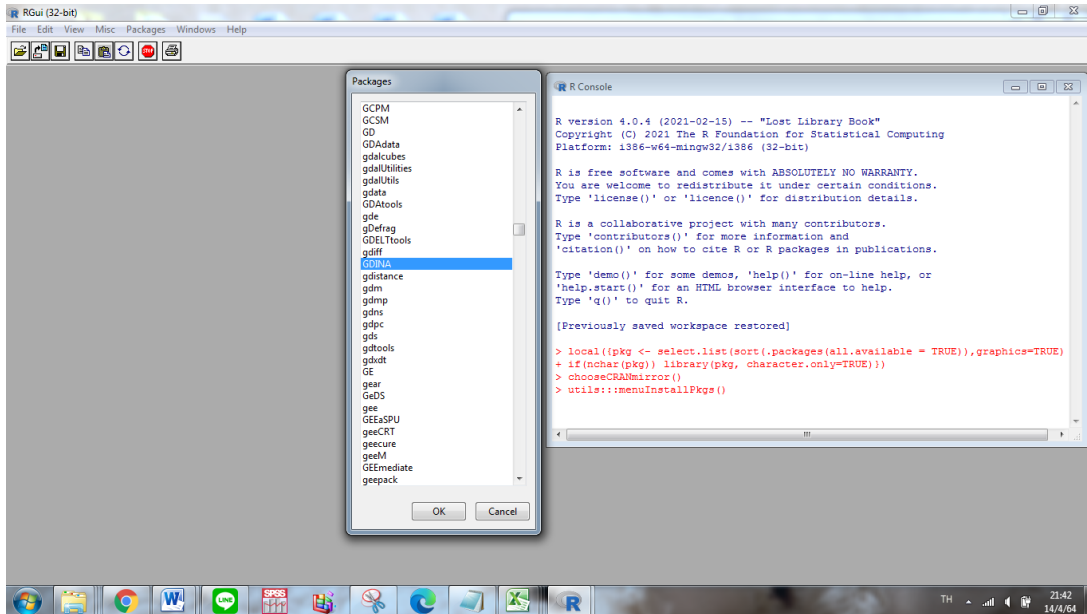 RGui (32-bit)
File Edit View Misc Packages Windows Help
STOP
Packages
GCPM
GCSM
GD
GDAdata
gdalcubes
gdalUtilities
gdalUtils
gdata
GDAtools
gde
gDefrag
GDELTtools
gdiff
GDINA
gdistance
gdm
gdmp
gdns
gdpc
gds
gdtools
gdxdt
GE
gear
GeDS
gee
GEEaSPU
geeCRT
geecure
geeM
GEEmediate
geepack
OK Cancel
R Console
R version 4.0.4 (2021-02-15) -- "Lost Library Book"
Copyright (C) 2021 The R Foundation for Statistical Computing
Platform: i386-w64-mingw32/i386 (32-bit)
R is free software and comes with ABSOLUTELY NO WARRANTY.
You are welcome to redistribute it under certain conditions.
Type 'license()' or 'licence()' for distribution details.
R is a collaborative project with many contributors.
Type 'contributors()' for more information and
'citation()' on how to cite R or R packages in publications.
Type 'demo()' for some demos, 'help()' for on-line help, or
'help.start()' for an HTML browser interface to help.
Type 'q()' to quit R.
[Previously saved workspace restored]
> local({pkg <- select.list(sort(.packages(all.available = TRUE)),graphics=TRUE)
+ if(nchar(pkg)) library(pkg, character.only=TRUE)})
> chooseCRANmirror()
> utils:::menuInstallPkgs()
W LINE SPSS R
TH 21:42
14/4/64